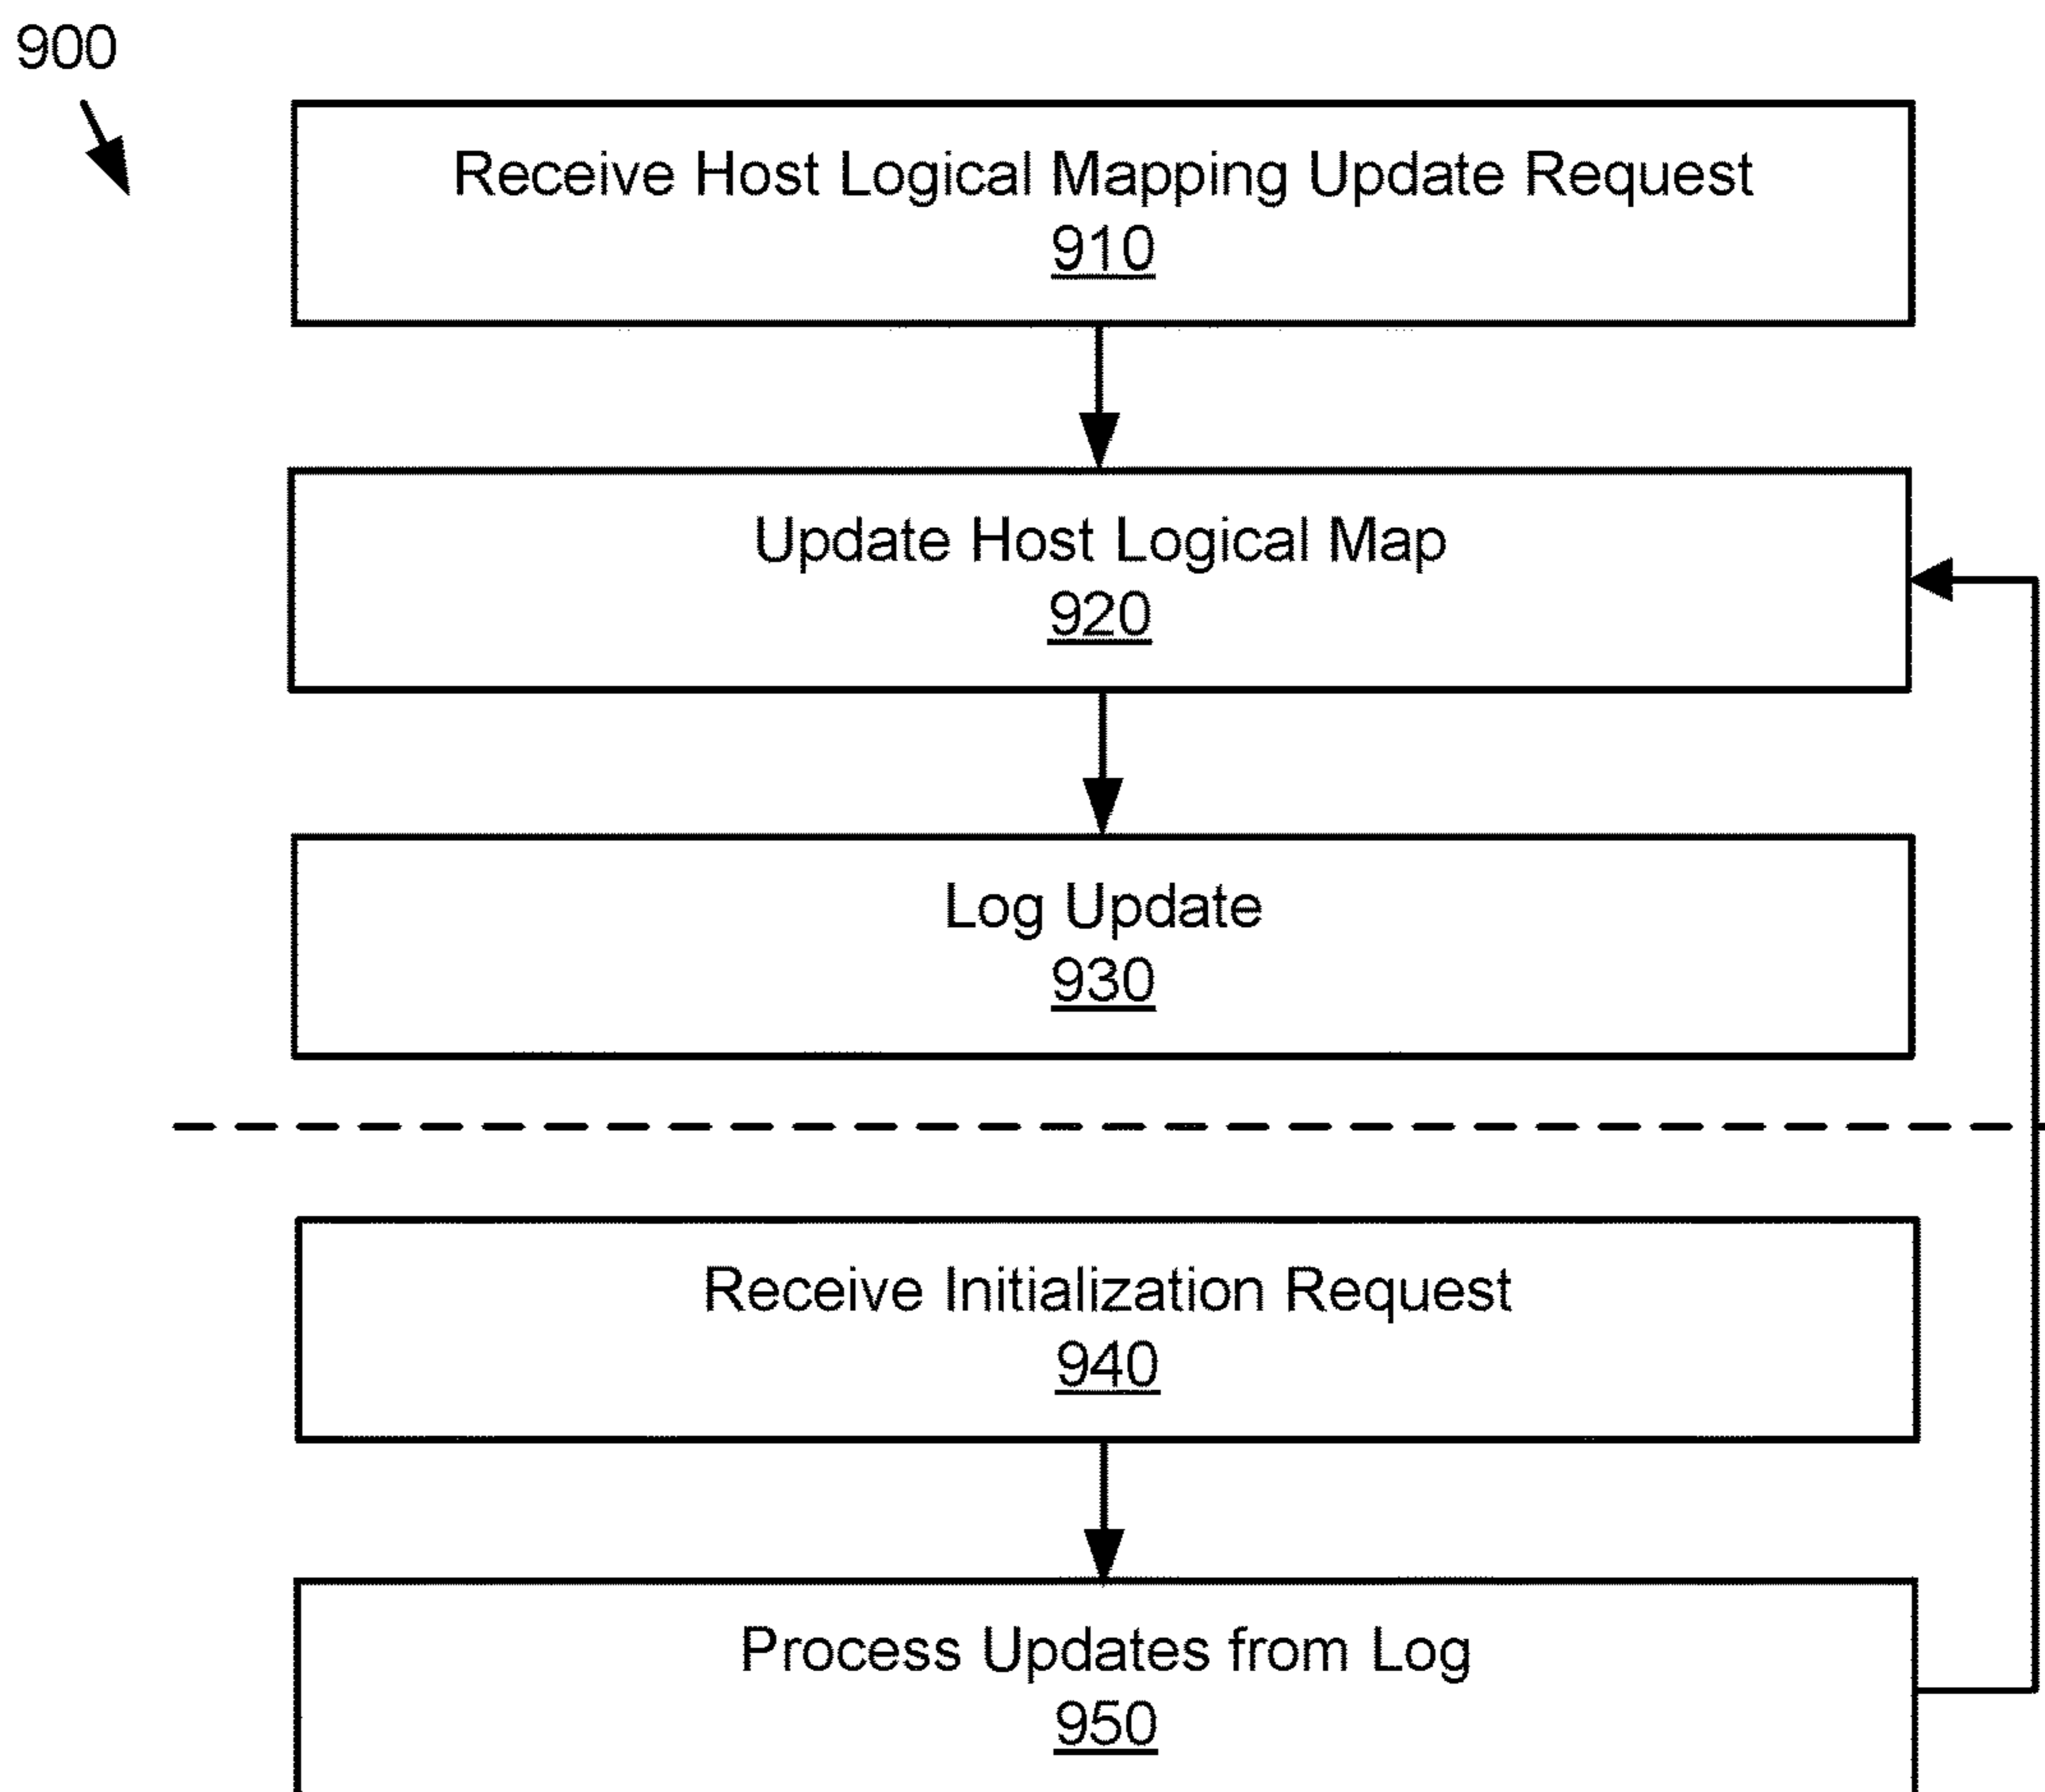 900
Receive Host Logical Mapping Update Request
910
Update Host Logical Map
920
Log Update
930
Receive Initialization Request
940
Process Updates from Log
950